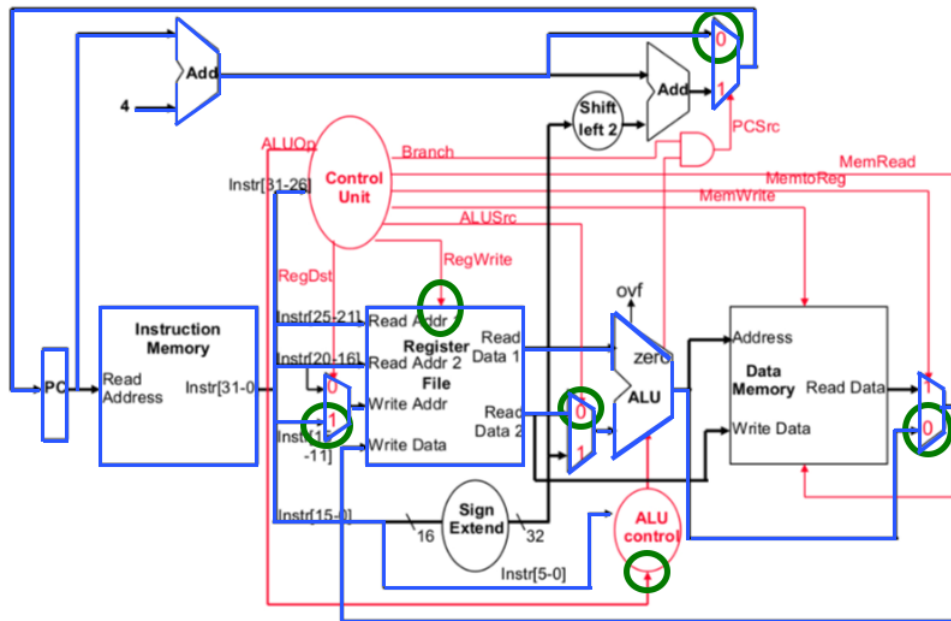 0
Add
4
Add
1
Shift
left 2
PCSrc
ALUOp
Branch
MemRead
Instr[31-26]
Control
Unit
MemtoReg
MemWrite
ALUSrc
RegWrite
RegDst
ovf
Instruction
Memory
Instr[25-21]
Read Addr 1
Register
Read
Data 1
zero
Address
Instr[20-16]
Read Addr 2
File
Data
Memory
PC
Read
Address
Instr[31-0]
0
Write Addr
Read
Data 2
0
ALU
Read Data
1
1
Write Data
1
Write Data
0
-11]
Instr[15-0]
16
Sign
Extend
32
ALU
control
Instr[5-0]